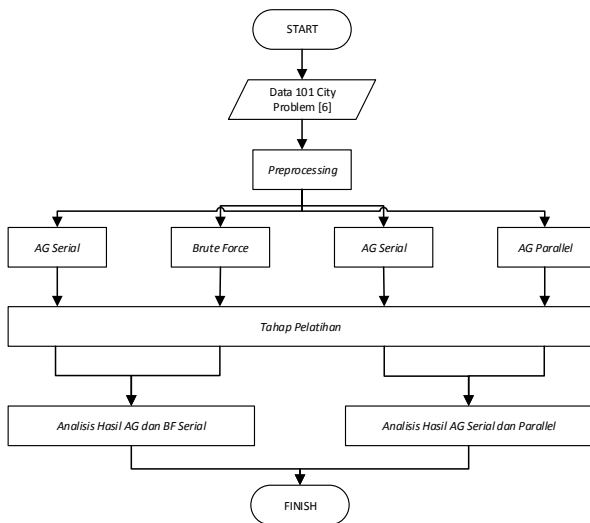 START
Data 101 City
Problem [6]
Preprocessing
AG Serial
Brute Force
AG Serial
AG Parallel
Tahap Pelatihan
Analisis Hasil AG dan BF Serial
Analisis Hasil AG Serial dan Parallel
FINISH